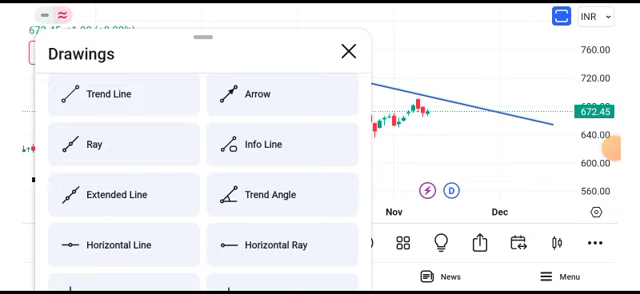 INR
Drawings
Trend Line
Arrow
Ray
Info Line
Extended Line
Trend Angle
Horizontal Line
Horizontal Ray
760.00
720.00
672.45
640.00
600.00
560.00
D
Nov
Dec
News
Menu